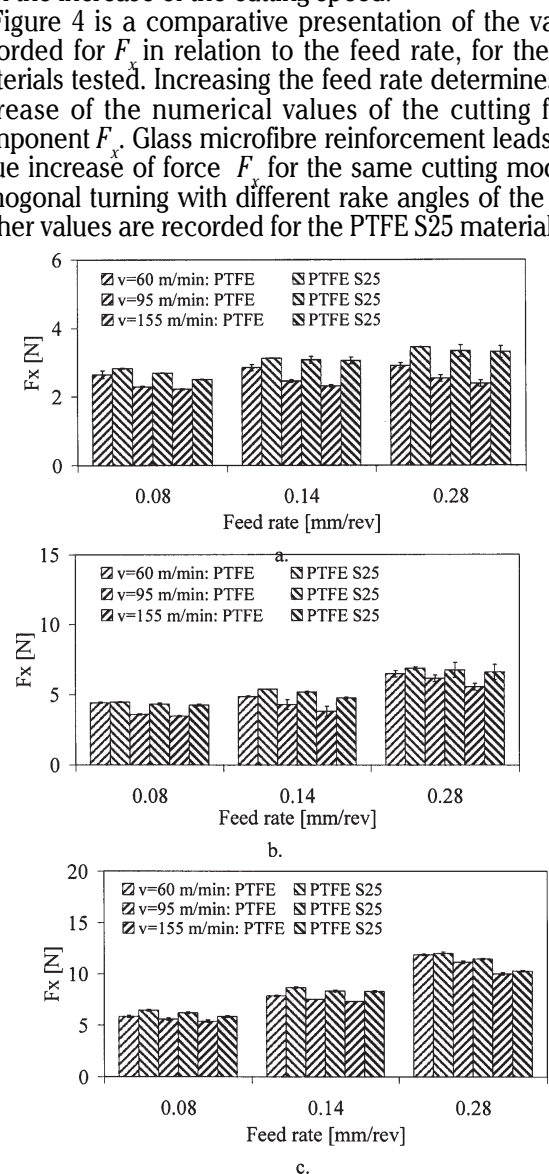 Figure 4 is a comparative presentation of the va
orded for Fx in relation to the feed rate, for the
terials tested. Increasing the feed rate determines
rease of the numerical values of the cutting f
mponent Fx. Glass microfibre reinforcement leads
ue increase of force Fx for the same cutting mod
hogonal turning with different rake angles of the
her values are recorded for the PTFE S25 material
6
v=60 m/min: PTFE PTFE S25
v=95 m/min: PTFE PTFE S25
v=155 m/min: PTFE PTFE S25
4
Fx [N]
2
0
0.08 0.14 0.28
Feed rate [mm/rev]
a.
15
v=60 m/min: PTFE PTFE S25
v=95 m/min: PTFE PTFE S25
v=155 m/min: PTFE PTFE S25
10
Fx [N]
5
0
0.08 0.14 0.28
Feed rate [mm/rev]
b.
20
v=60 m/min: PTFE PTFE S25
v=95 m/min: PTFE PTFE S25
v=155 m/min: PTFE PTFE S25
15
Fx [N]
10
5
0
0.08 0.14 0.28
Feed rate [mm/rev]
c.